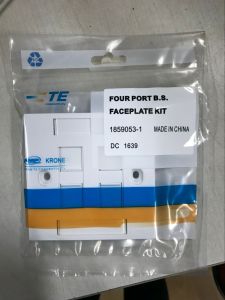 TE
FOUR PORT B.S.
FACEPLATE KIT
1859053-1 MADE IN CHINA
DC 1639
KRONE